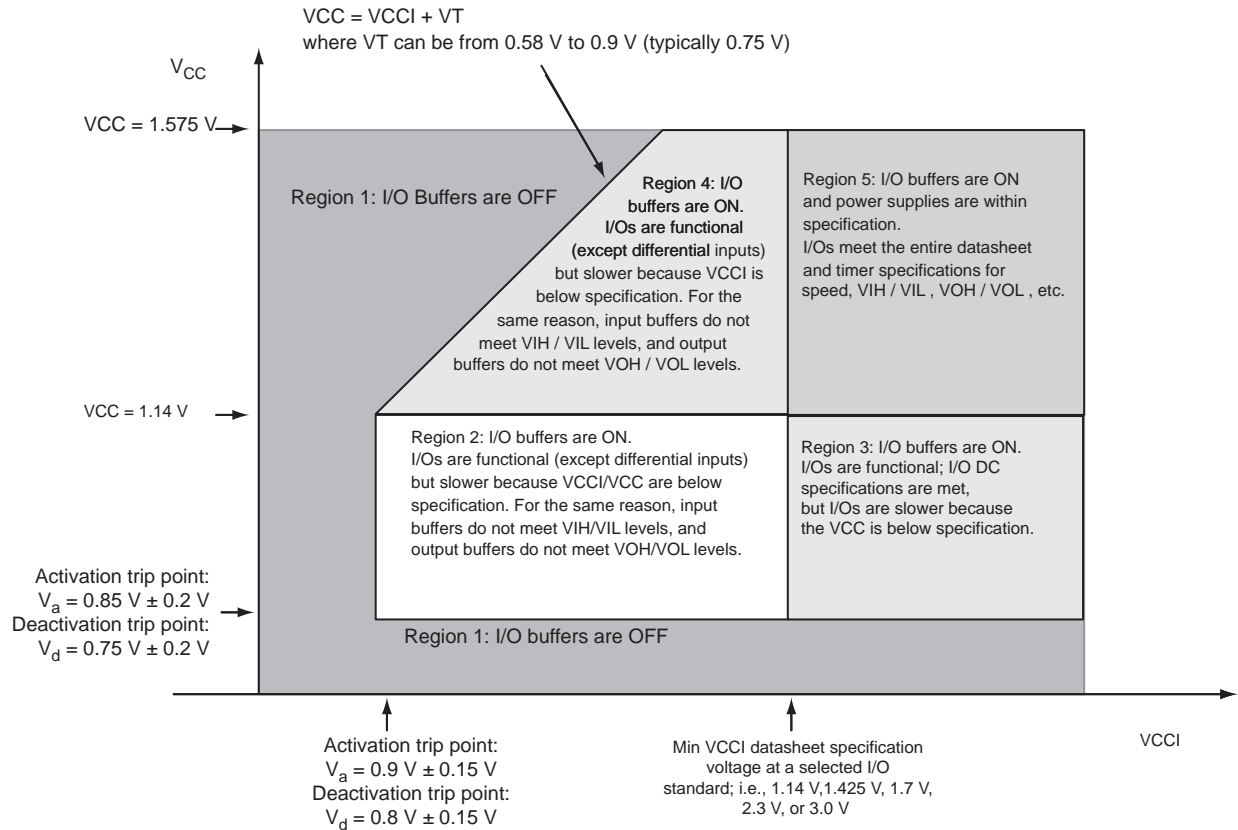 VCC = VCCI + VT
where VT can be from 0.58 V to 0.9 V (typically 0.75 V)
VCC
VCC = 1.575 V
Region 1: I/O Buffers are OFF
Region 4: I/O
buffers are ON.
I/Os are functional
(except differential inputs)
but slower because VCCI is
below specification. For the
same reason, input buffers do not
meet VIH / VIL levels, and output
buffers do not meet VOH / VOL levels.
Region 5: I/O buffers are ON
and power supplies are within
specification.
I/Os meet the entire datasheet
and timer specifications for
speed, VIH / VIL , VOH / VOL , etc.
VCC = 1.14 V
Region 2: I/O buffers are ON.
I/Os are functional (except differential inputs)
but slower because VCCI/VCC are below
specification. For the same reason, input
buffers do not meet VIH/VIL levels, and
output buffers do not meet VOH/VOL levels.
Region 3: I/O buffers are ON.
I/Os are functional; I/O DC
specifications are met,
but I/Os are slower because
the VCC is below specification.
Activation trip point:
Va = 0.85 V ± 0.2 V
Deactivation trip point:
Vd = 0.75 V ± 0.2 V
Region 1: I/O buffers are OFF
Activation trip point:
Va = 0.9 V ± 0.15 V
Deactivation trip point:
Vd = 0.8 V ± 0.15 V
Min VCCI datasheet specification
voltage at a selected I/O
standard; i.e., 1.14 V,1.425 V, 1.7 V,
2.3 V, or 3.0 V
VCCI